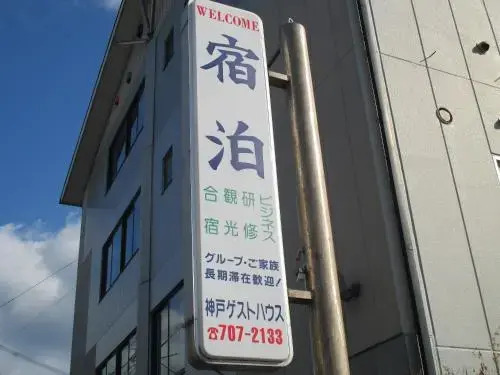 WELCOME
宿泊
ビジネス
研修
観光
合宿
グループ・ご家族
長期滞在歓迎!
神戸ゲストハウス
☎707-2133